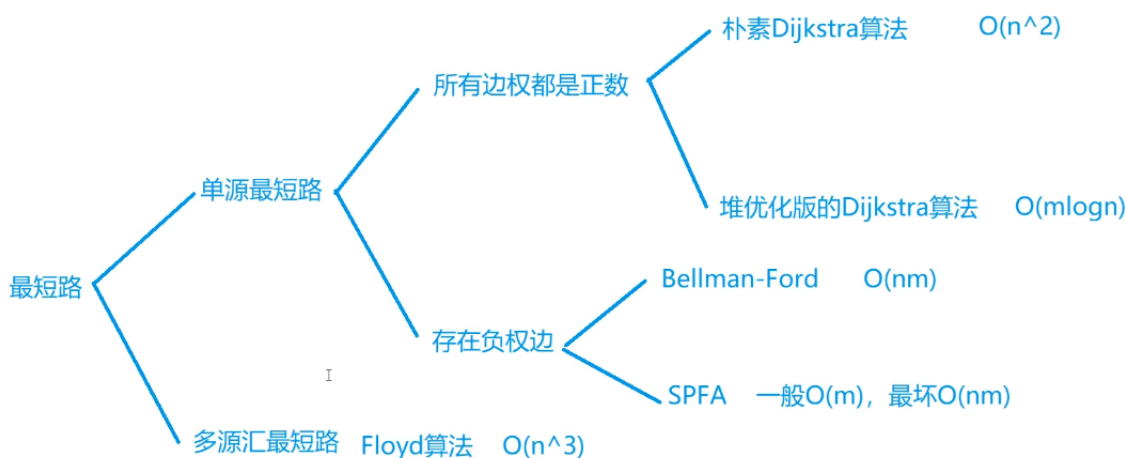 朴素Dijkstra算法 O(n^2)
所有边权都是正数
单源最短路
堆优化版的Dijkstra算法 O(mlogn)
最短路
Bellman-Ford O(nm)
存在负权边
SPFA 一般O(m)，最坏O(nm)
多源汇最短路 Floyd算法 O(n^3)